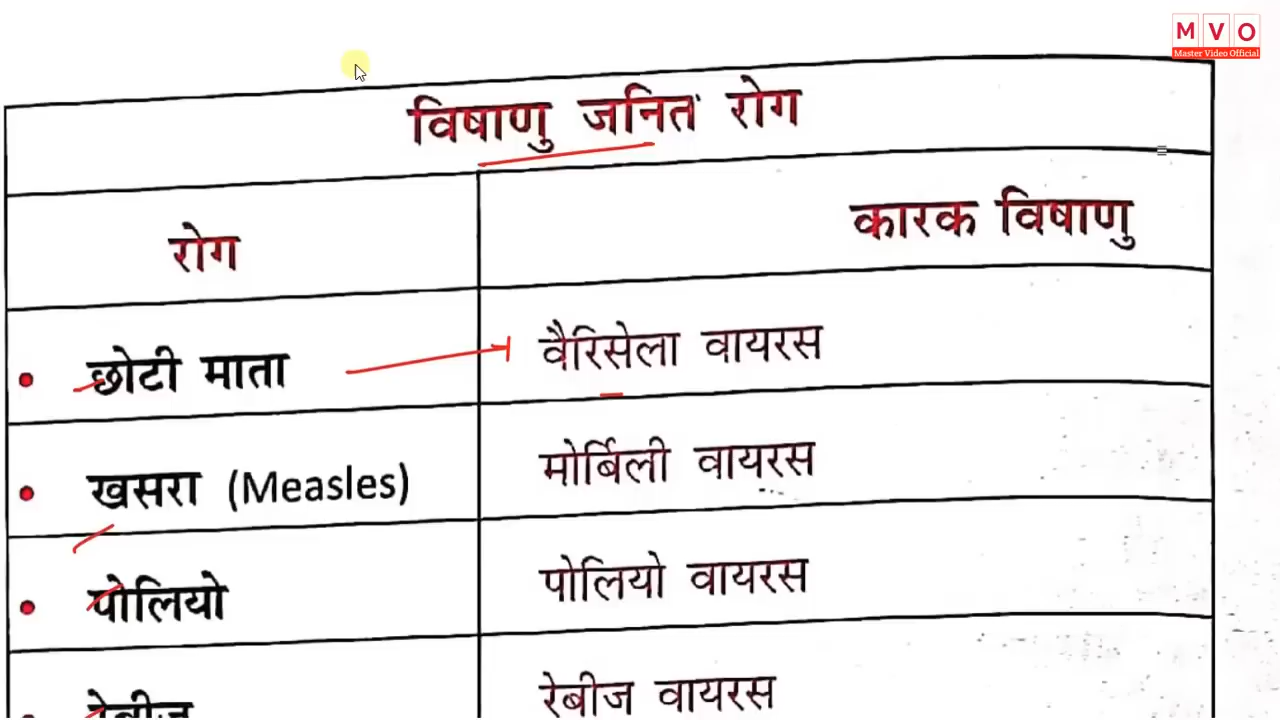 M V O
Master Video Official
विषाणु जनित रोग
रोग कारक विषाणु
• छोटी माता वैरिसेला वायरस
• खसरा (Measles) मोर्बिली वायरस
• पोलियो पोलियो वायरस
• रेबीज रेबीज वायरस